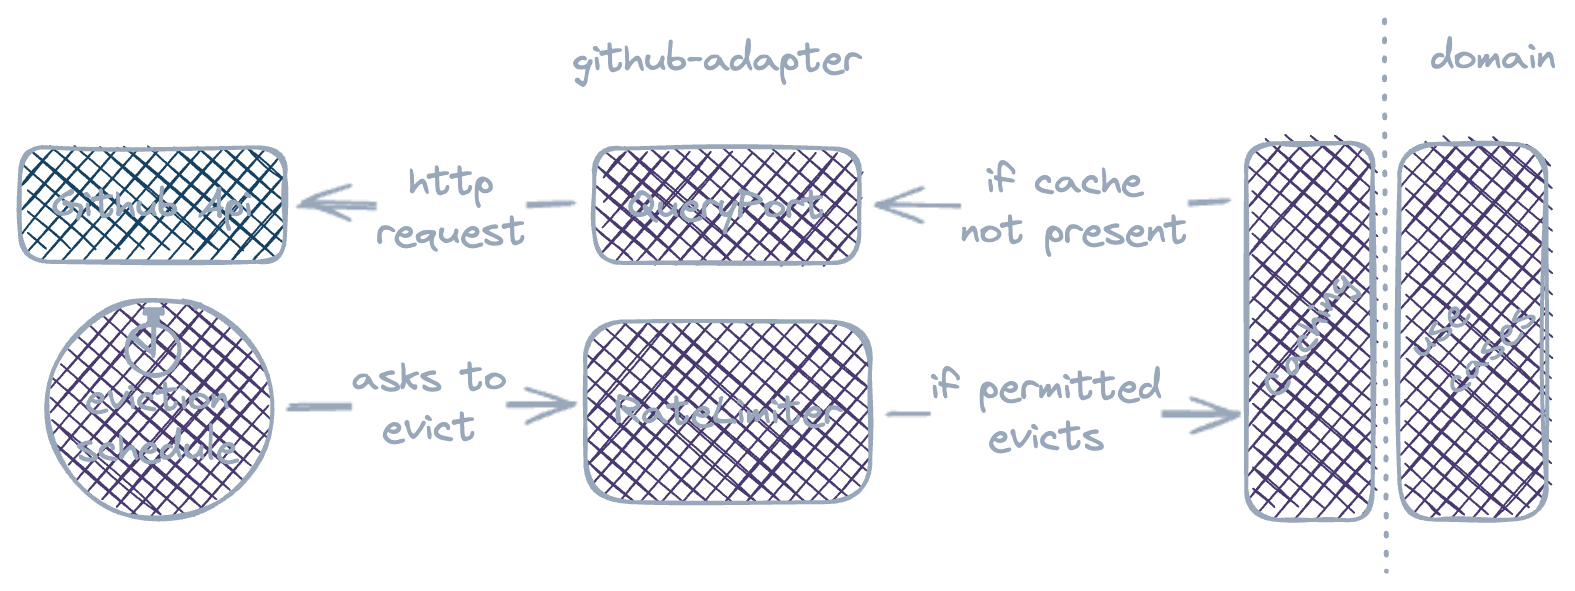 github-adapter
domain
Github Api
http
request
QueryPort
if cache
not present
caching
use
cases
eviction
schedule
asks to
evict
RateLimiter
if permitted
evicts